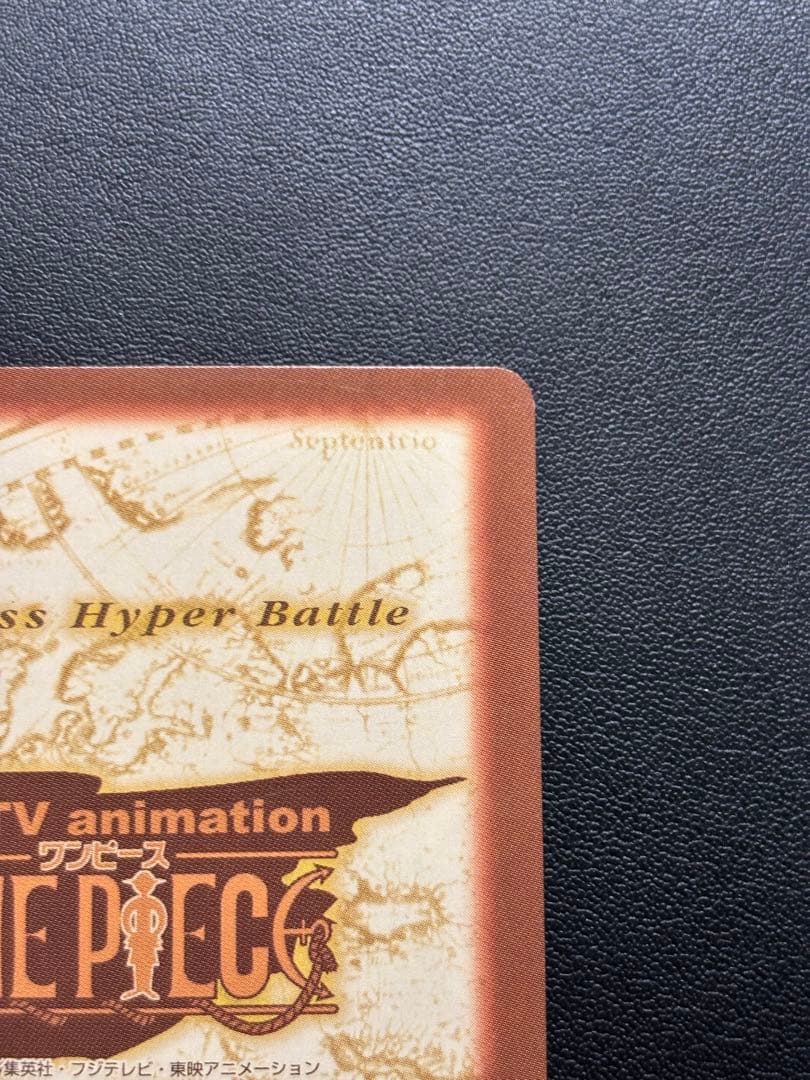 Septentrio
ss Hyper Battle
TV animation
ワンピース
NE PIECE
集英社・フジテレビ・東映アニメーション